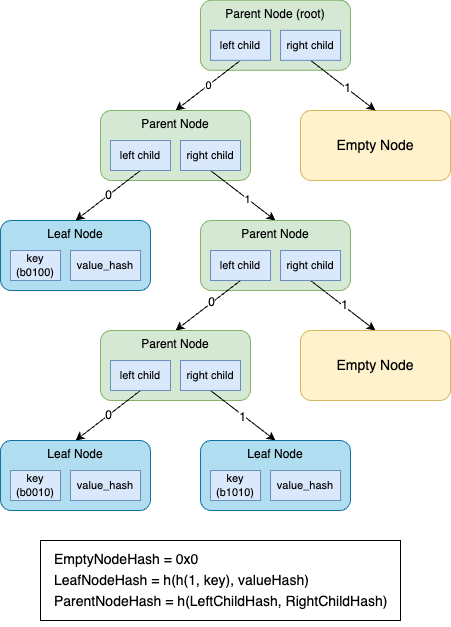 Parent Node (root)
left child
right child
0
1
Parent Node
left child
right child
Empty Node
0
1
Leaf Node
key
(b0100)
value_hash
Parent Node
left child
right child
0
1
Parent Node
left child
right child
Empty Node
0
1
Leaf Node
key
(b0010)
value_hash
Leaf Node
key
(b1010)
value_hash
EmptyNodeHash = 0x0
LeafNodeHash = h(h(1, key), valueHash)
ParentNodeHash = h(LeftChildHash, RightChildHash)